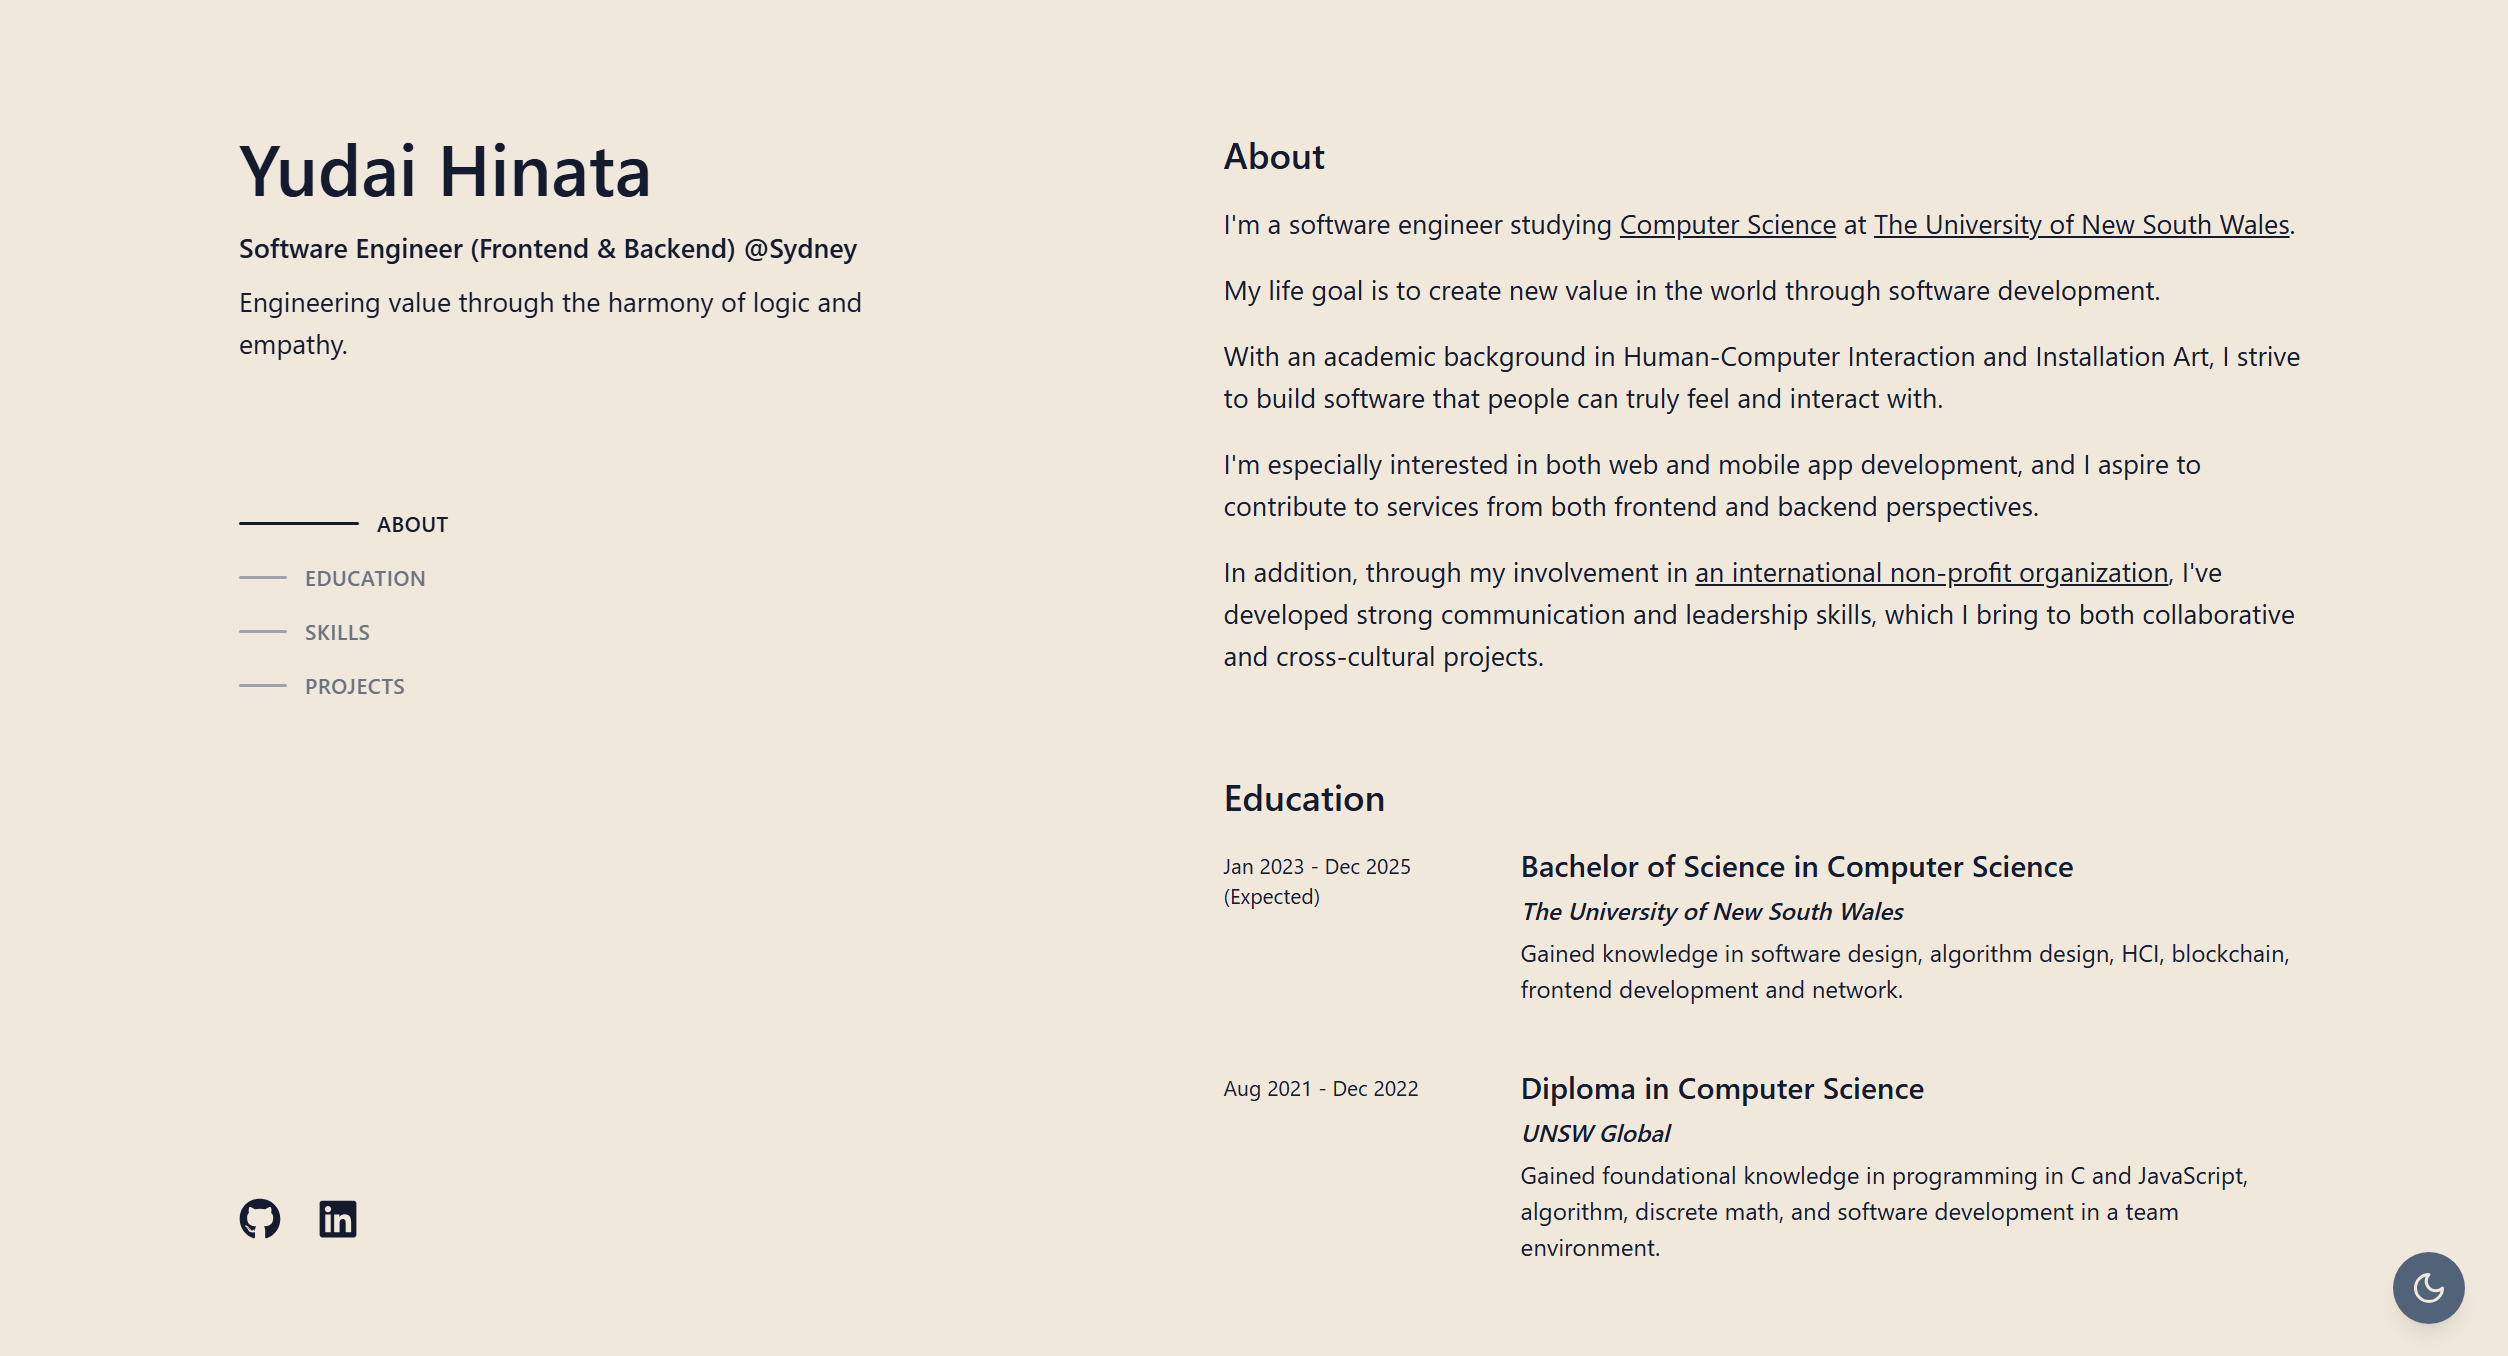 Yudai Hinata
Software Engineer (Frontend & Backend) @Sydney
Engineering value through the harmony of logic and
empathy.
ABOUT
EDUCATION
SKILLS
PROJECTS
About
I'm a software engineer studying Computer Science at The University of New South Wales.
My life goal is to create new value in the world through software development.
With an academic background in Human-Computer Interaction and Installation Art, I strive
to build software that people can truly feel and interact with.
I'm especially interested in both web and mobile app development, and I aspire to
contribute to services from both frontend and backend perspectives.
In addition, through my involvement in an international non-profit organization, I've
developed strong communication and leadership skills, which I bring to both collaborative
and cross-cultural projects.
Education
Jan 2023 - Dec 2025
(Expected)
Bachelor of Science in Computer Science
The University of New South Wales
Gained knowledge in software design, algorithm design, HCI, blockchain,
frontend development and network.
Aug 2021 - Dec 2022
Diploma in Computer Science
UNSW Global
Gained foundational knowledge in programming in C and JavaScript,
algorithm, discrete math, and software development in a team
environment.
in